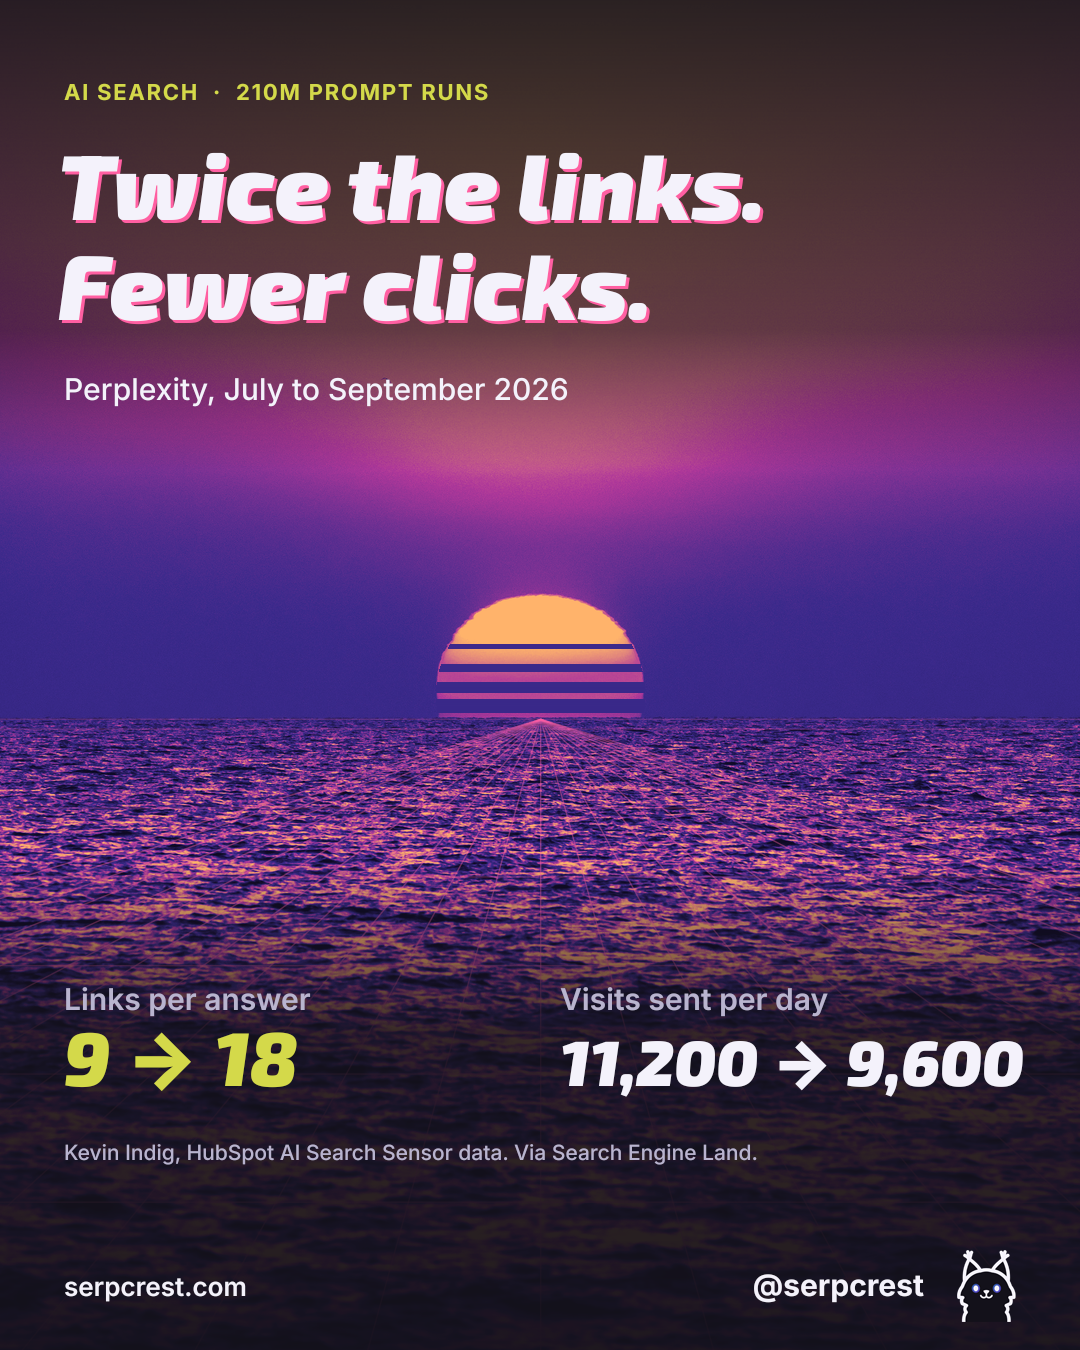 AI SEARCH · 210M PROMPT RUNS
Twice the links.
Fewer clicks.
Perplexity, July to September 2026
Links per answer
9 → 18
Visits sent per day
11,200 → 9,600
Kevin Indig, HubSpot AI Search Sensor data. Via Search Engine Land.
serpcrest.com
@serpcrest